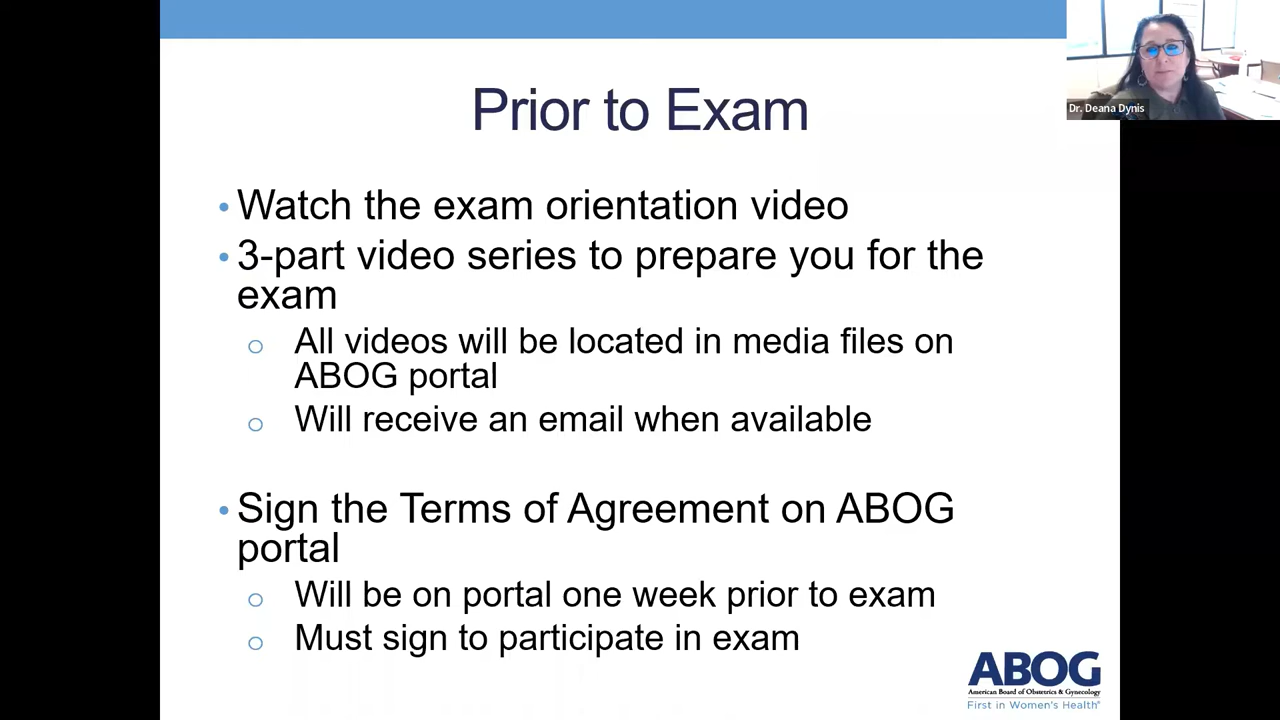 Prior to Exam
Dr. Deana Dynis
• Watch the exam orientation video
• 3-part video series to prepare you for the
exam
o All videos will be located in media files on
ABOG portal
o Will receive an email when available
• Sign the Terms of Agreement on ABOG
portal
o Will be on portal one week prior to exam
o Must sign to participate in exam
ABOG
American Board of Obstetrics & Gynecology
First in Women's Health®